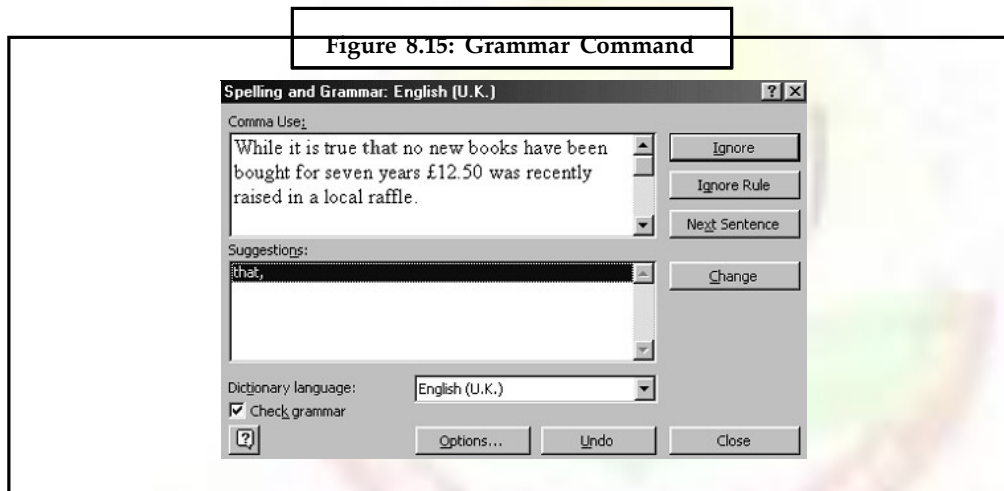 Figure 8.15: Grammar Command
Spelling and Grammar: English (U.K.)
Comma Use:
While it is true that no new books have been
bought for seven years £12.50 was recently
raised in a local raffle.
Ignore
Ignore Rule
Next Sentence
Suggestions:
that,
Change
Dictionary language:
English (U.K.)
Check grammar
Options...
Undo
Close